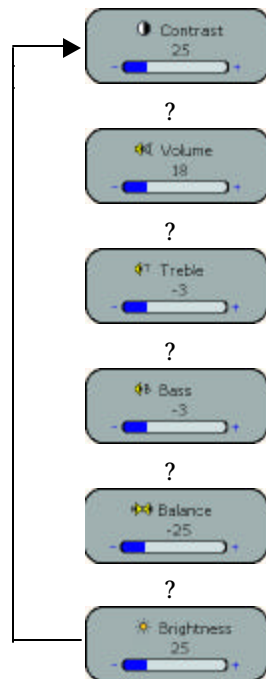 Contrast
25
- +
?
Volume
18
- +
?
T Treble
-3
- +
?
B Bass
-3
- +
?
Balance
-25
- +
?
Brightness
25
- +